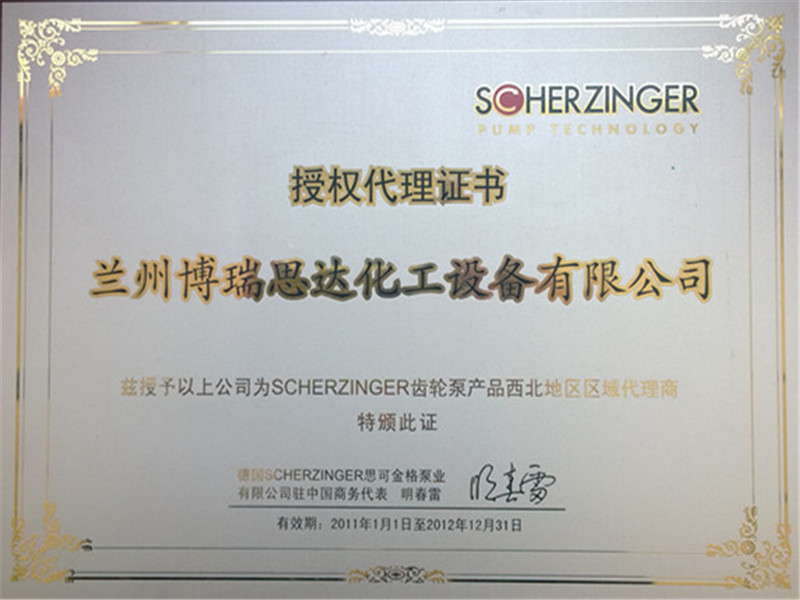 SCHERZINGER
PUMP TECHNOLOGY
授权代理证书
兰州博瑞思达化工设备有限公司
兹授予以上公司为SCHERZINGER齿轮泵产品西北地区区域代理商
特颁此证
德国SCHERZINGER思可金格泵业
有限公司驻中国商务代表 明春雷
明春雷
有效期：2011年1月1日至2012年12月31日